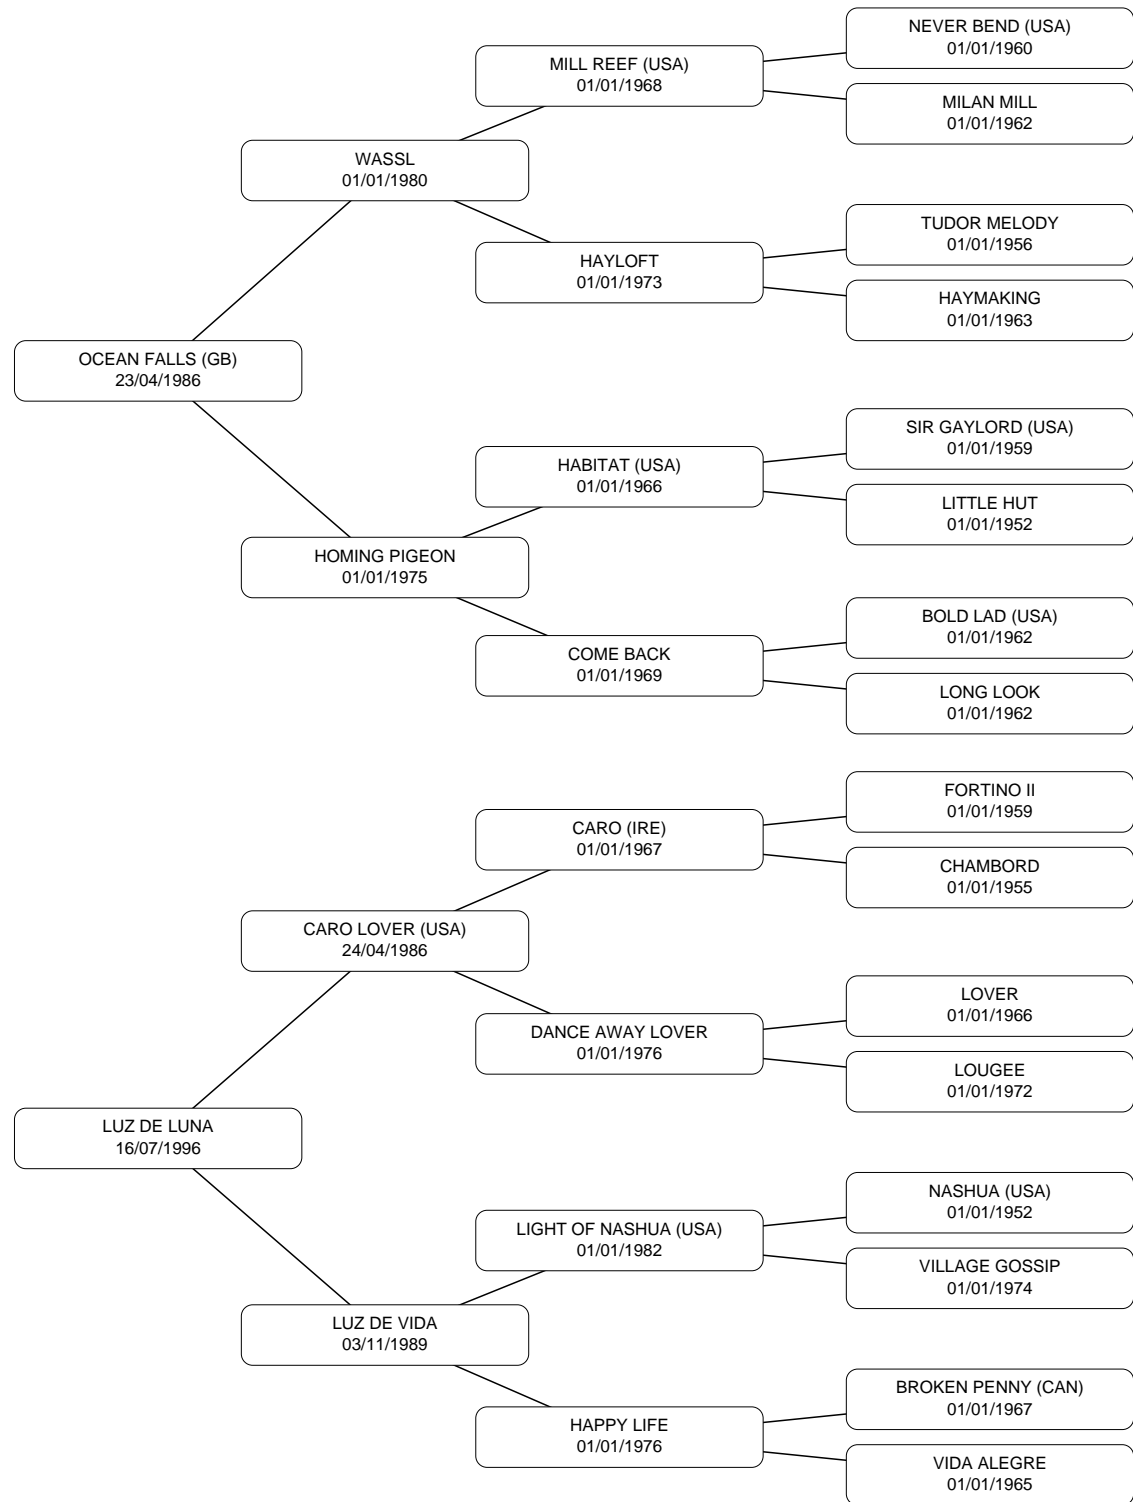 NEVER BEND (USA)
01/01/1960
MILL REEF (USA)
01/01/1968
MILAN MILL
01/01/1962
WASSL
01/01/1980
TUDOR MELODY
01/01/1956
HAYLOFT
01/01/1973
HAYMAKING
01/01/1963
OCEAN FALLS (GB)
23/04/1986
SIR GAYLORD (USA)
01/01/1959
HABITAT (USA)
01/01/1966
LITTLE HUT
01/01/1952
HOMING PIGEON
01/01/1975
BOLD LAD (USA)
01/01/1962
COME BACK
01/01/1969
LONG LOOK
01/01/1962
FORTINO II
01/01/1959
CARO (IRE)
01/01/1967
CHAMBORD
01/01/1955
CARO LOVER (USA)
24/04/1986
LOVER
01/01/1966
DANCE AWAY LOVER
01/01/1976
LOUGEE
01/01/1972
LUZ DE LUNA
16/07/1996
NASHUA (USA)
01/01/1952
LIGHT OF NASHUA (USA)
01/01/1982
VILLAGE GOSSIP
01/01/1974
LUZ DE VIDA
03/11/1989
BROKEN PENNY (CAN)
01/01/1967
HAPPY LIFE
01/01/1976
VIDA ALEGRE
01/01/1965